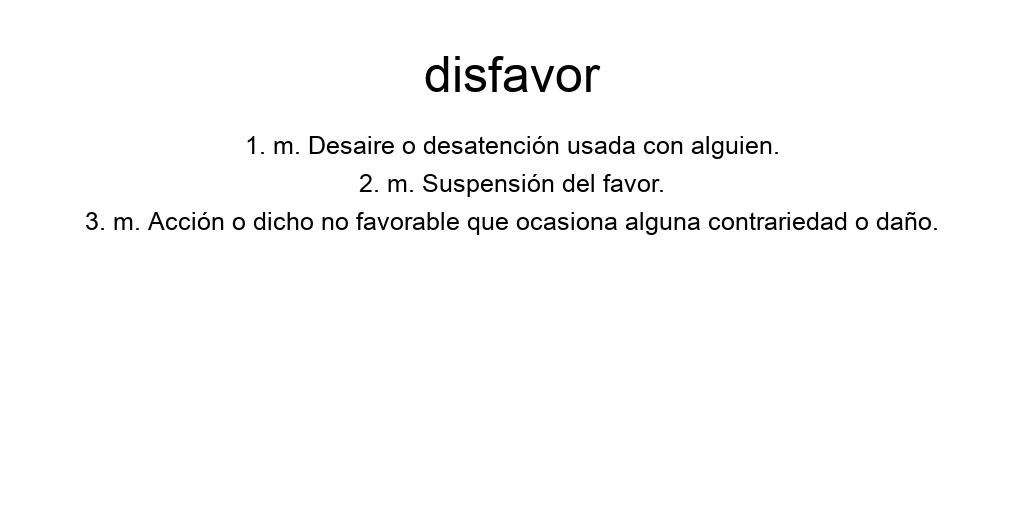 disfavor
1. m. Desaire o desatención usada con alguien.
2. m. Suspensión del favor.
3. m. Acción o dicho no favorable que ocasiona alguna contrariedad o daño.